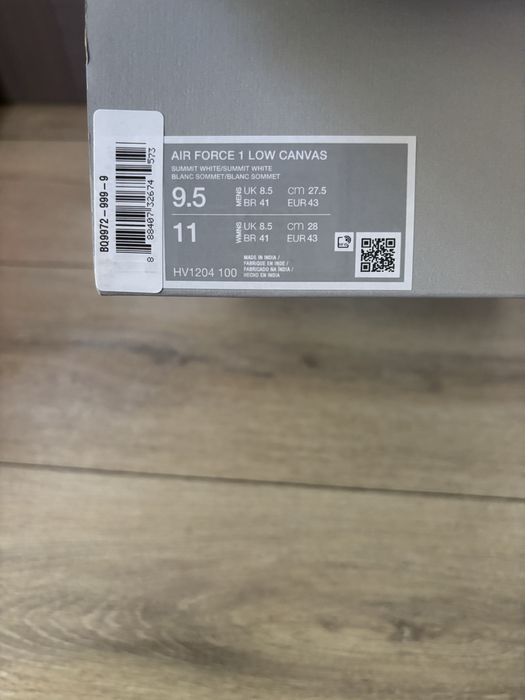 AIR FORCE 1 LOW CANVAS
SUMMIT WHITE/SUMMIT WHITE
BLANC SOMMET/BLANC SOMMET
9.5 MENS UK 8.5 cm 27.5
BR 41 EUR 43
11 WMNS UK 8.5 cm 28
BR 41 EUR 43
HV1204 100
MADE IN INDIA /
FABRIQUE EN INDE /
FABRICADO NA ÍNDIA /
HECHO EN INDIA
BQ9972-999-9
8 88407 32674 573